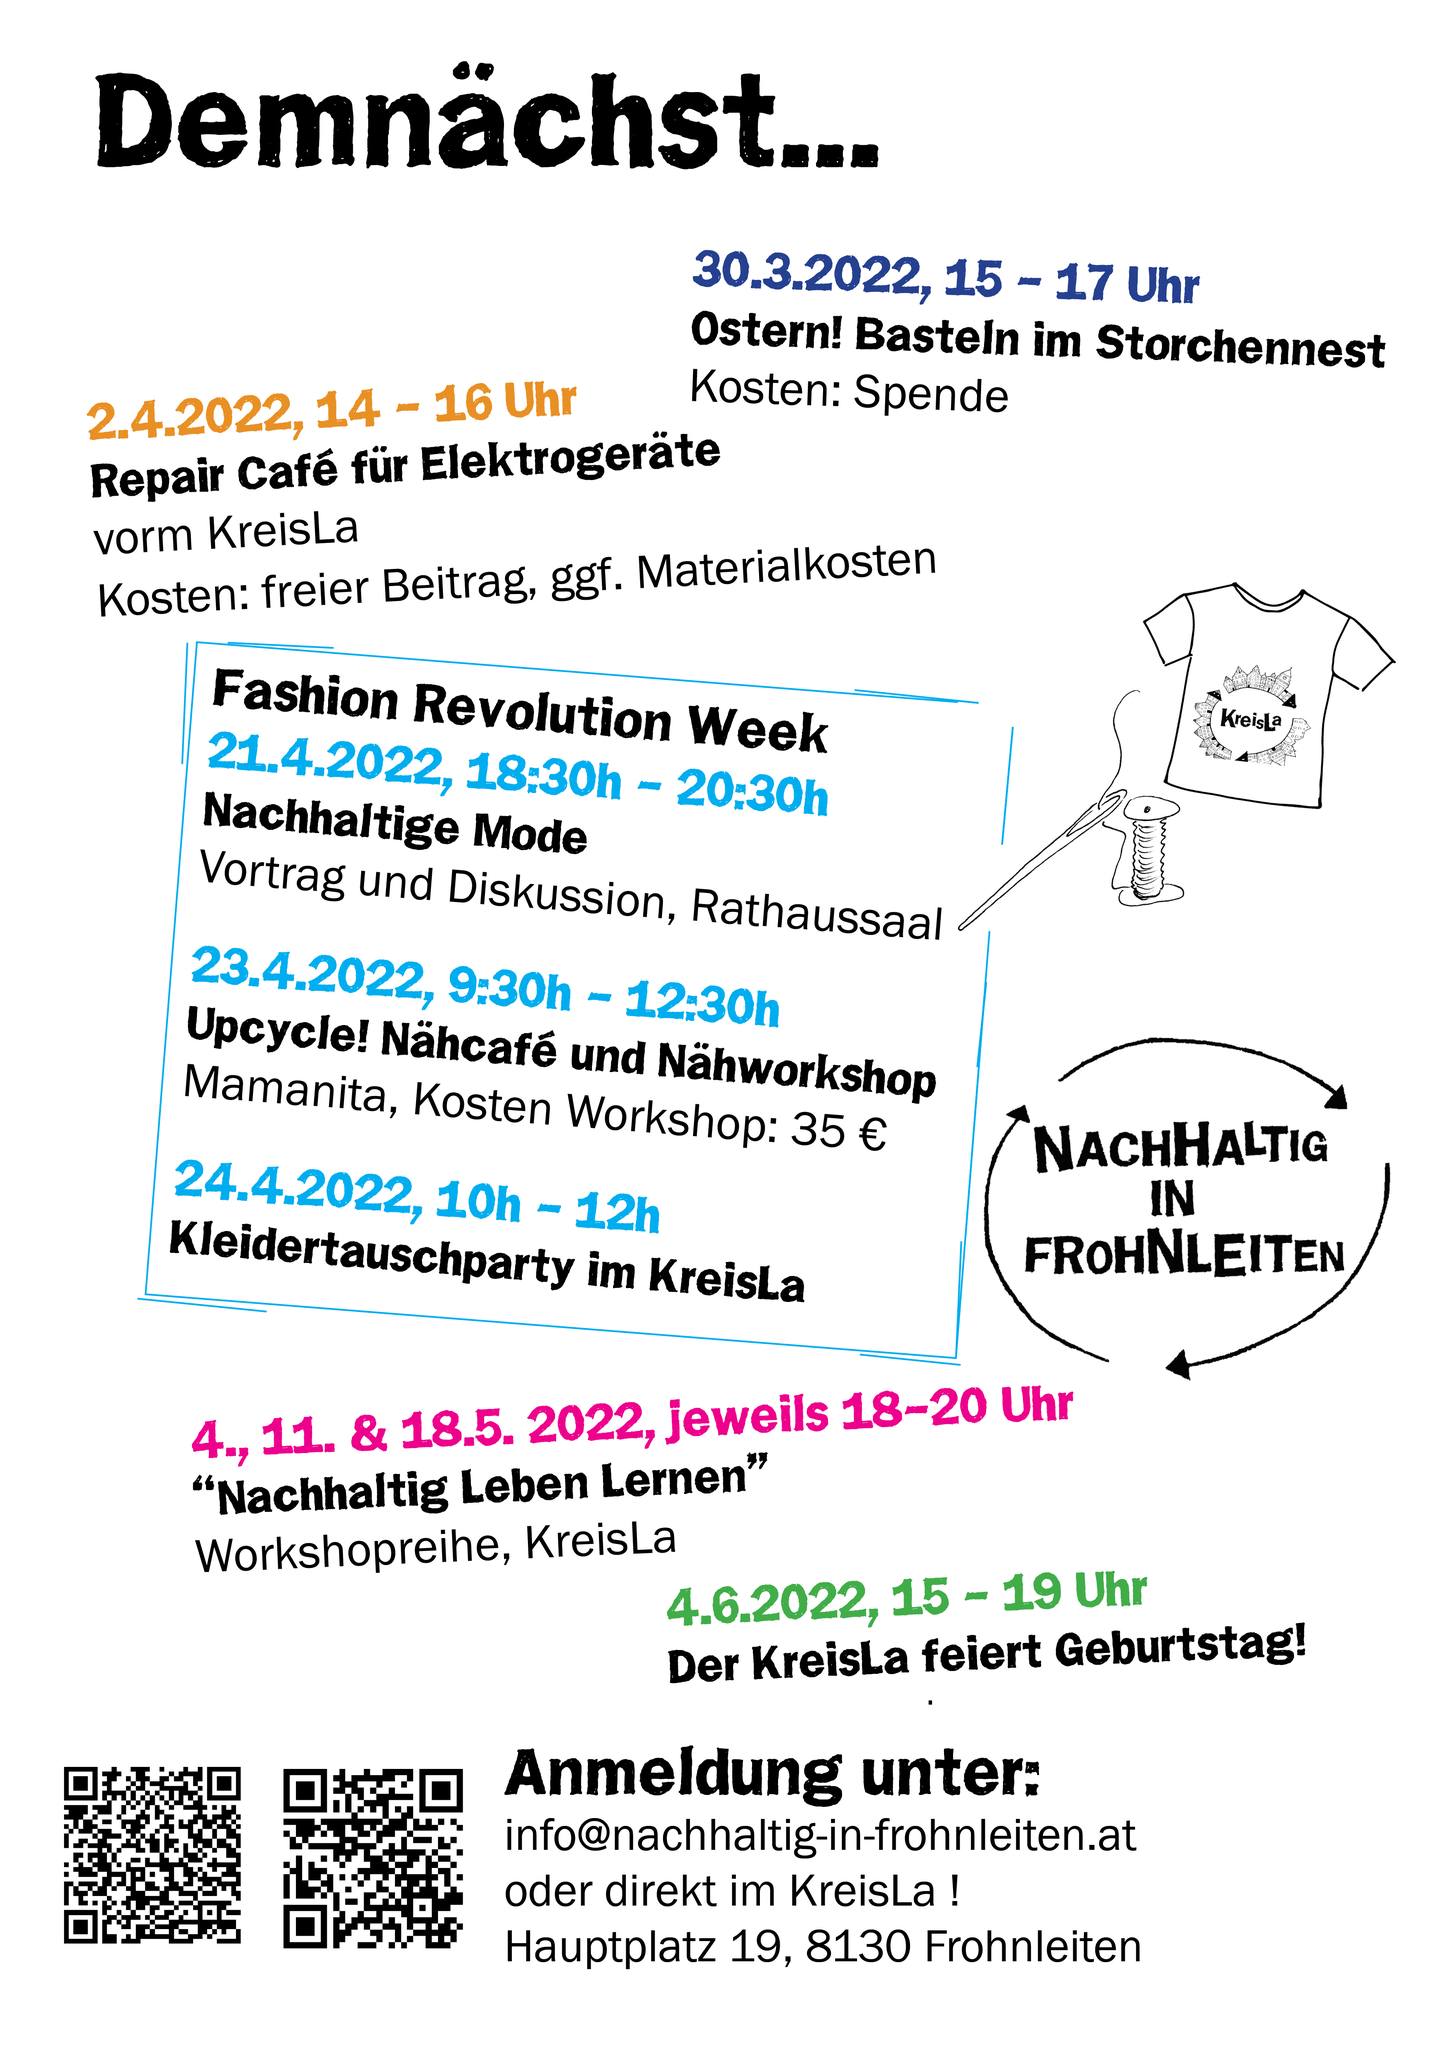 Demnächst...
30.3.2022, 15 – 17 Uhr
Ostern! Basteln im Storchennest
Kosten: Spende
2.4.2022, 14 – 16 Uhr
Repair Café für Elektrogeräte
vorm KreisLa
Kosten: freier Beitrag, ggf. Materialkosten
KreisLa
Fashion Revolution Week
21.4.2022, 18:30h – 20:30h
Nachhaltige Mode
Vortrag und Diskussion, Rathaussaal
23.4.2022, 9:30h – 12:30h
Upcycle! Nähcafé und Nähworkshop
Mamanita, Kosten Workshop: 35 €
24.4.2022, 10h – 12h
Kleidertauschparty im KreisLa
NACHHALTIG
IN
FROHNLEITEN
4., 11. & 18.5. 2022, jeweils 18–20 Uhr
“Nachhaltig Leben Lernen”
Workshopreihe, KreisLa
4.6.2022, 15 – 19 Uhr
Der KreisLa feiert Geburtstag!
.
Anmeldung unter:
info@nachhaltig-in-frohnleiten.at
oder direkt im KreisLa !
Hauptplatz 19, 8130 Frohnleiten